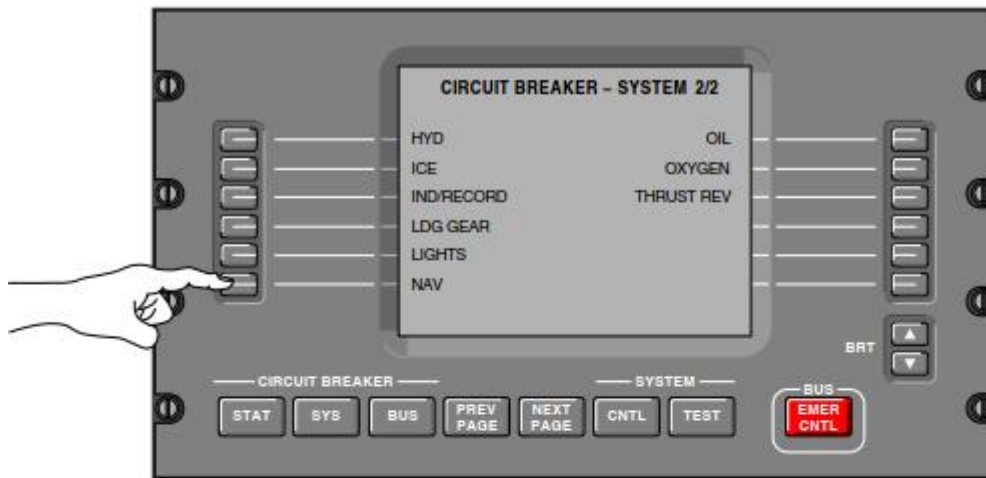 CIRCUIT BREAKER – SYSTEM 2/2
HYD
OIL
ICE
OXYGEN
IND/RECORD
THRUST REV
LDG GEAR
LIGHTS
NAV
BRT
CIRCUIT BREAKER
SYSTEM
BUS
STAT
SYS
BUS
PREV
PAGE
NEXT
PAGE
CNTL
TEST
EMER
CNTL